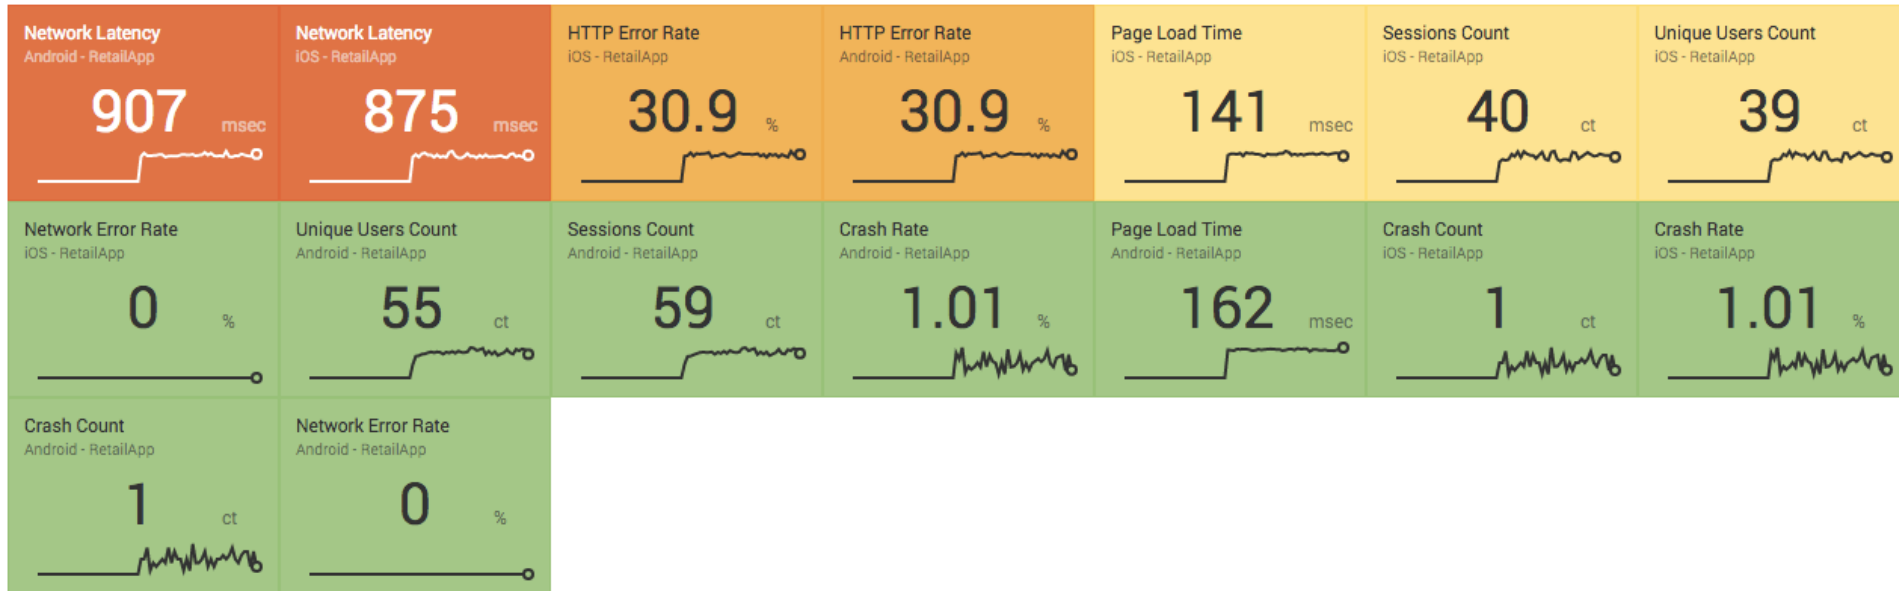 Network Latency
Android - RetailApp
907 msec
Network Latency
iOS - RetailApp
875 msec
HTTP Error Rate
iOS - RetailApp
30.9 %
HTTP Error Rate
Android - RetailApp
30.9 %
Page Load Time
iOS - RetailApp
141 msec
Sessions Count
iOS - RetailApp
40 ct
Unique Users Count
iOS - RetailApp
39 ct
Network Error Rate
iOS - RetailApp
0 %
Unique Users Count
Android - RetailApp
55 ct
Sessions Count
Android - RetailApp
59 ct
Crash Rate
Android - RetailApp
1.01 %
Page Load Time
Android - RetailApp
162 msec
Crash Count
iOS - RetailApp
1 ct
Crash Rate
iOS - RetailApp
1.01 %
Crash Count
Android - RetailApp
1 ct
Network Error Rate
Android - RetailApp
0 %